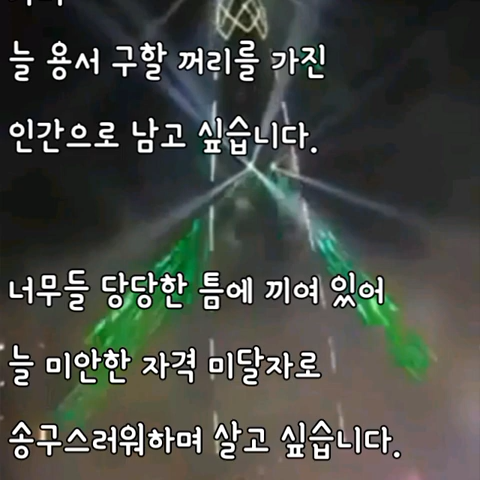 늘 용서 구할 꺼리를 가진
인간으로 남고 싶습니다.
너무들 당당한 틈에 끼여 있어
늘 미안한 자격 미달자로
송구스러워하며 살고 싶습니다.